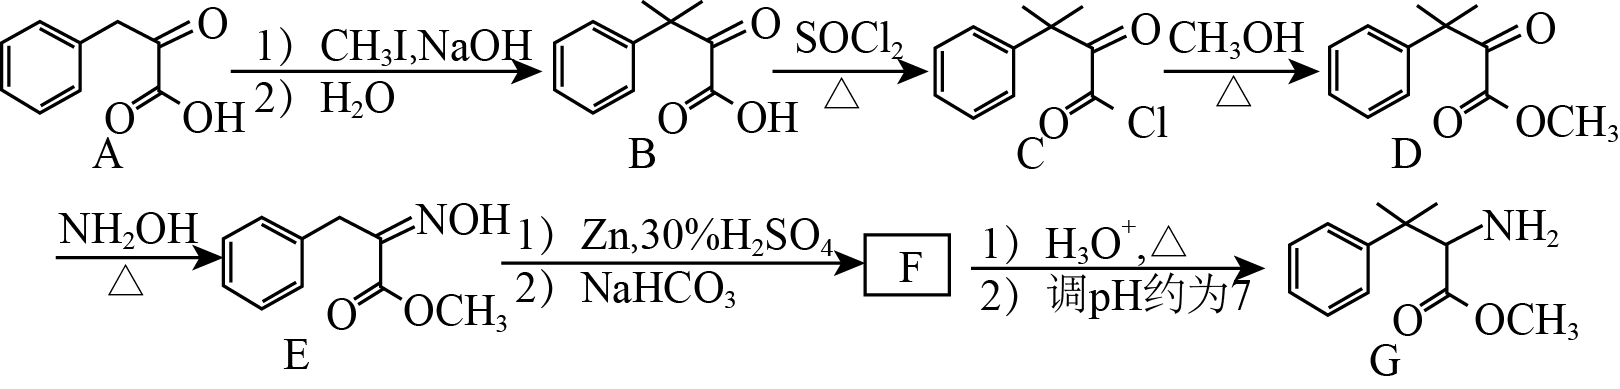 O
O
OH
A
1) CH3I,NaOH
2) H2O
O
O
OH
B
SOCl2
△
O
O
Cl
C
CH3OH
△
O
O
OCH3
D
NH2OH
△
NOH
O
OCH3
E
1) Zn,30%H2SO4
2) NaHCO3
F
1) H3O+,△
2) 调pH约为7
NH2
O
OCH3
G